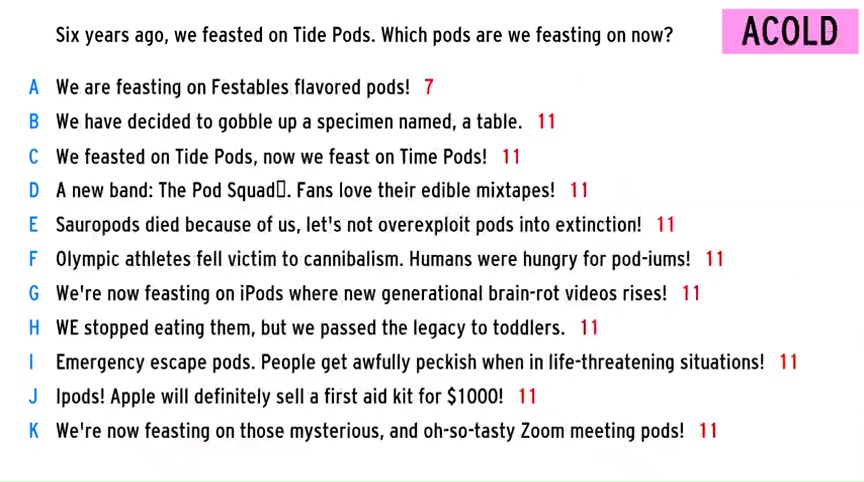 Six years ago, we feasted on Tide Pods. Which pods are we feasting on now?
ACOLD
A We are feasting on Festables flavored pods! 7
B We have decided to gobble up a specimen named, a table. 11
C We feasted on Tide Pods, now we feast on Time Pods! 11
D A new band: The Pod Squad▯. Fans love their edible mixtapes! 11
E Sauropods died because of us, let's not overexploit pods into extinction! 11
F Olympic athletes fell victim to cannibalism. Humans were hungry for pod-iums! 11
G We're now feasting on iPods where new generational brain-rot videos rises! 11
H WE stopped eating them, but we passed the legacy to toddlers. 11
I Emergency escape pods. People get awfully peckish when in life-threatening situations! 11
J Ipods! Apple will definitely sell a first aid kit for $1000! 11
K We're now feasting on those mysterious, and oh-so-tasty Zoom meeting pods! 11